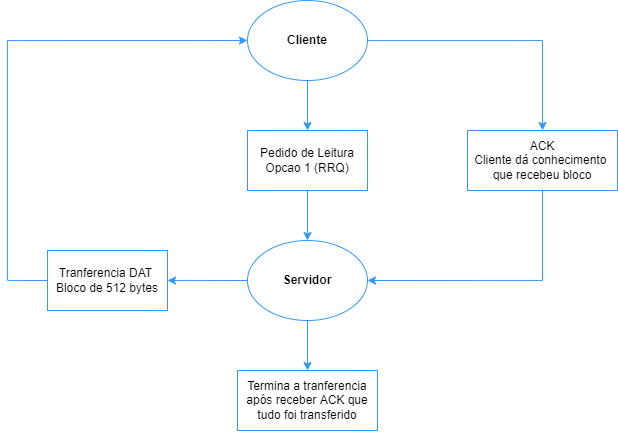 Cliente
Pedido de Leitura
Opcao 1 (RRQ)
ACK
Cliente dá conhecimento
que recebeu bloco
Tranferencia DAT
Bloco de 512 bytes
Servidor
Termina a tranferencia
após receber ACK que
tudo foi transferido